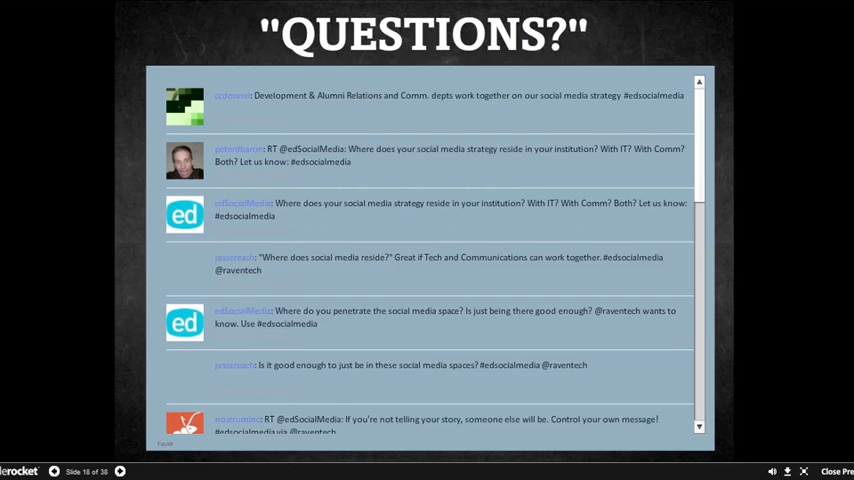 "QUESTIONS?"
Development & Alumni Relations and Comm. depts work together on our social media strategy #edsocialmedia
peterdbaron: RT @edSocialMedia: Where does your social media strategy reside in your institution? With IT? With Comm?
Both? Let us know: #edsocialmedia
ed
edSocialMedia: Where does your social media strategy reside in your institution? With IT? With Comm? Both? Let us know:
#edsocialmedia
jesscreach: "Where does social media reside?" Great if Tech and Communications can work together. #edsocialmedia
@raventech
ed
edSocialMedia: Where do you penetrate the social media space? Is just being there good enough? @raventech wants to
know. Use #edsocialmedia
jesscreach: Is it good enough to just be in these social media spaces? #edsocialmedia @raventech
RT @edSocialMedia: If you're not telling your story, someone else will be. Control your own message!
#edsocialmedia via @raventech
Pause
lerocket Slide 18 of 38 Close Pre